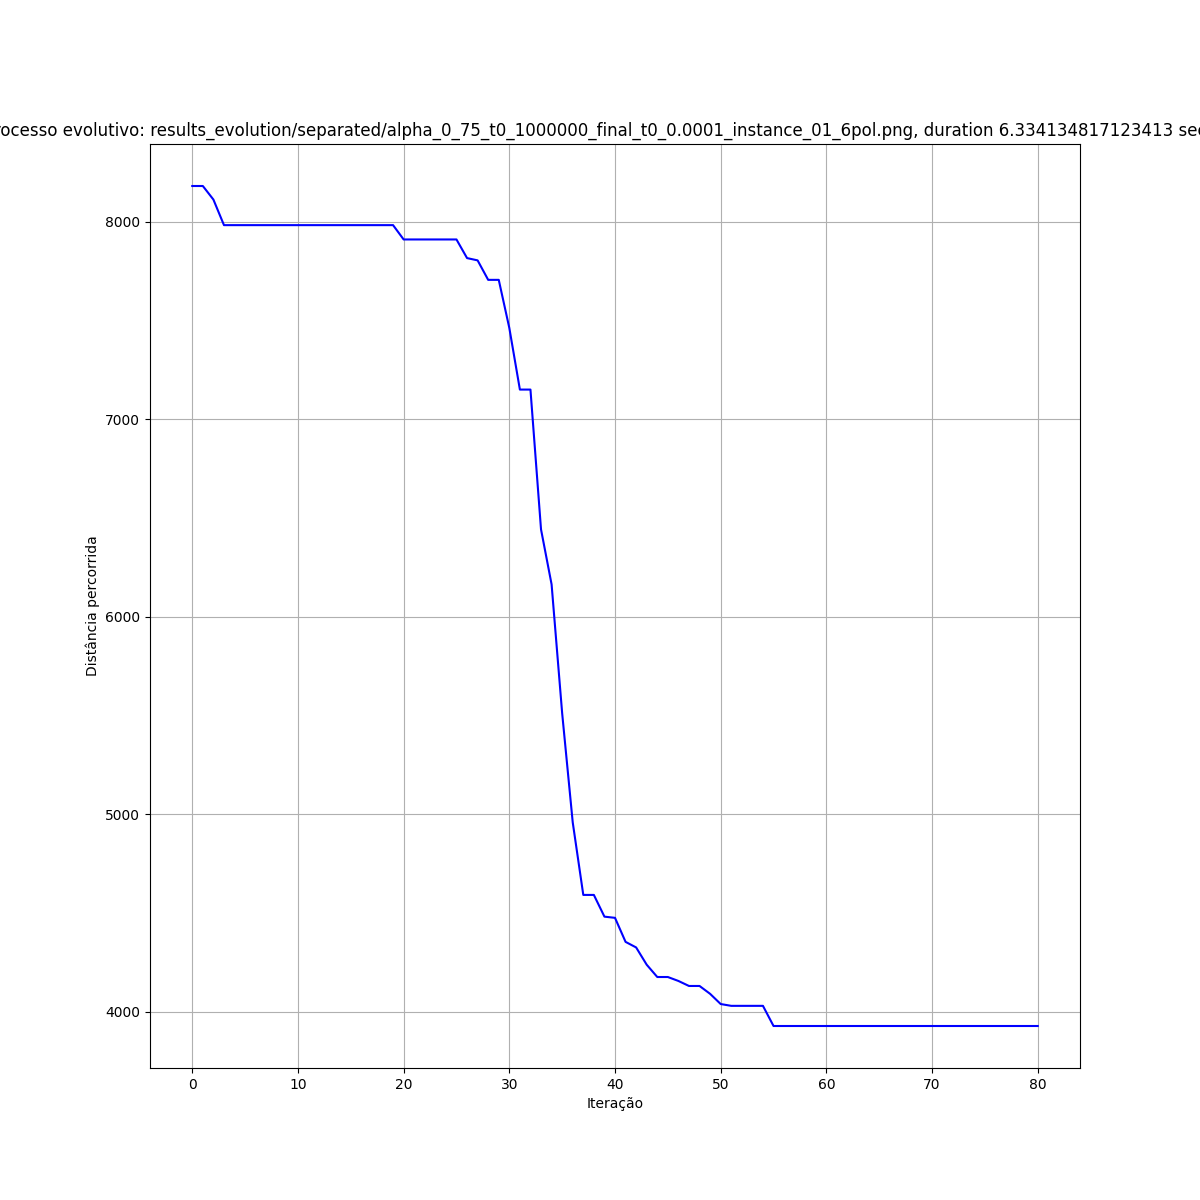 ocesso evolutivo: results_evolution/separated/alpha_0_75_t0_1000000_final_t0_0.0001_instance_01_6pol.png, duration 6.334134817123413 sec
8000
7000
6000
5000
4000
Distância percorrida
0 10 20 30 40 50 60 70 80
Iteração